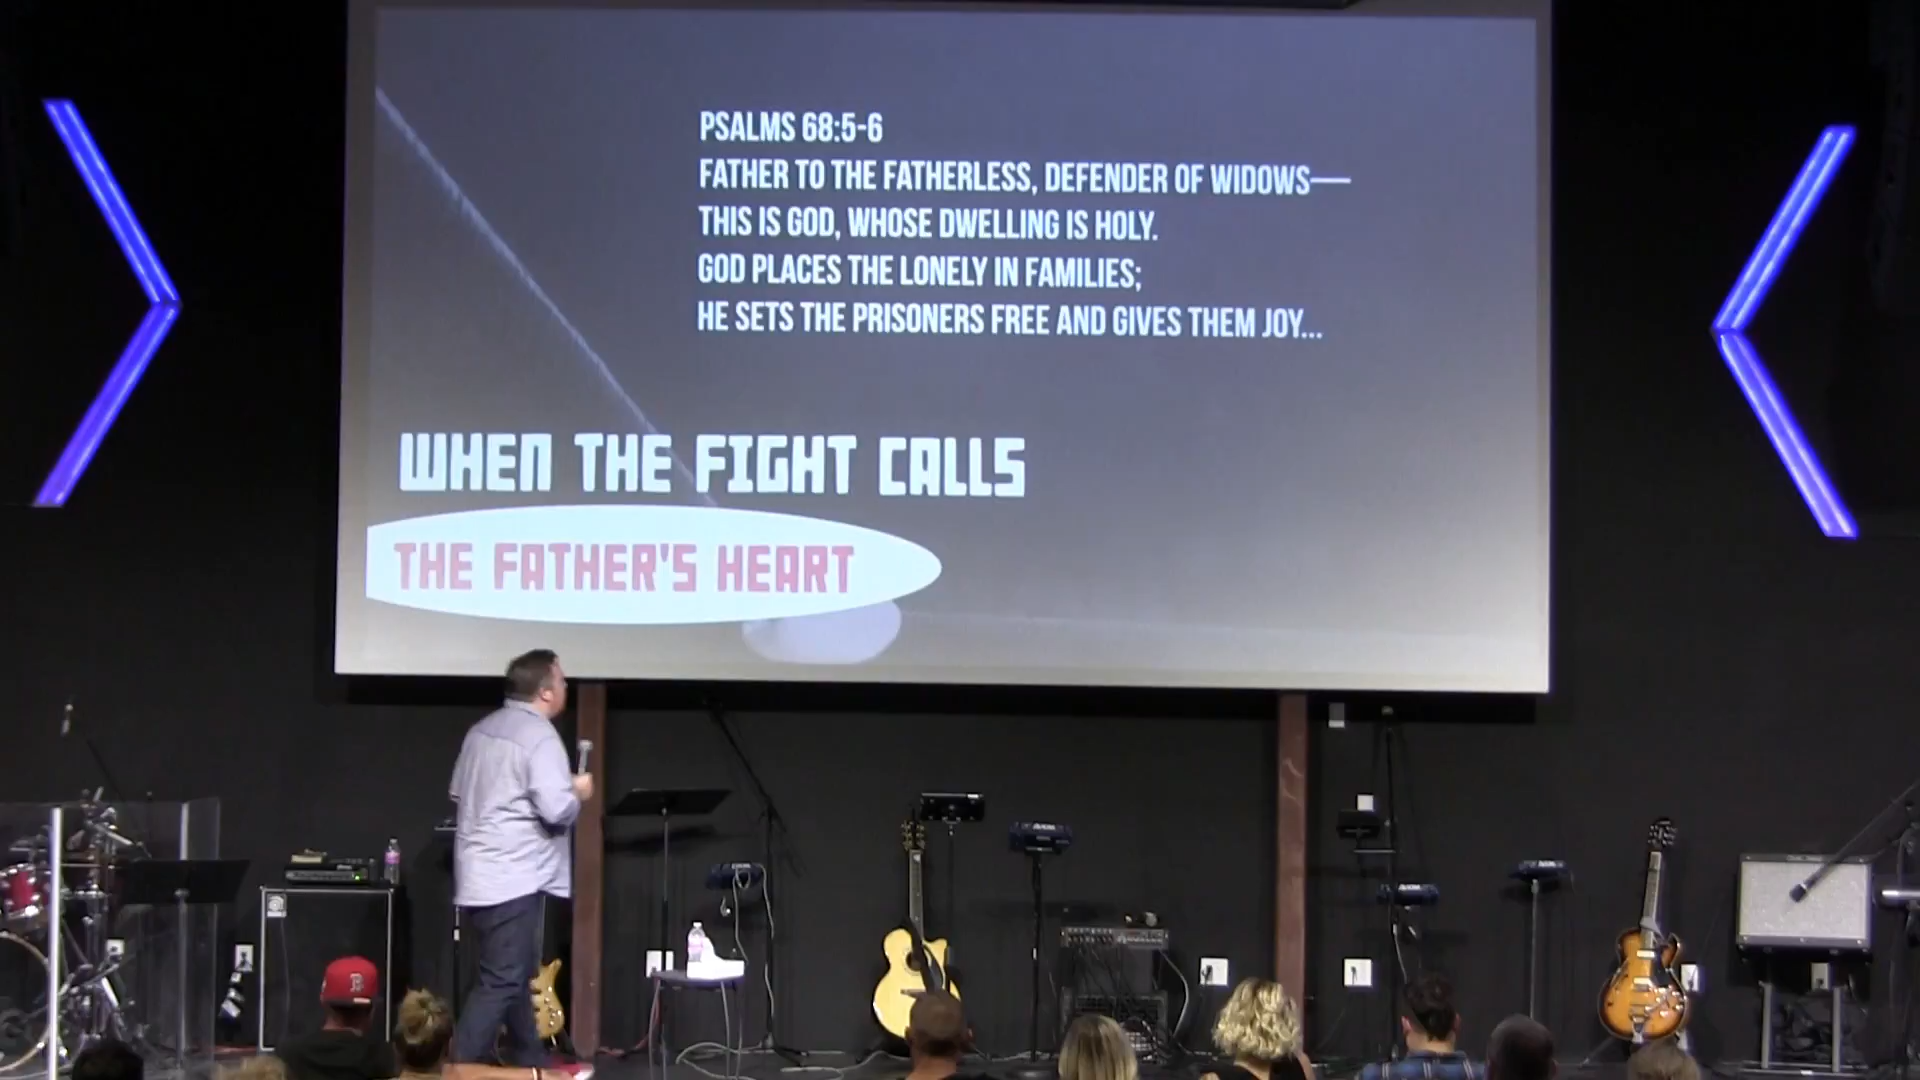 PSALMS 68:5-6
FATHER TO THE FATHERLESS, DEFENDER OF WIDOWS—
THIS IS GOD, WHOSE DWELLING IS HOLY.
GOD PLACES THE LONELY IN FAMILIES;
HE SETS THE PRISONERS FREE AND GIVES THEM JOY...
WHEN THE FIGHT CALLS
THE FATHER'S HEART
B